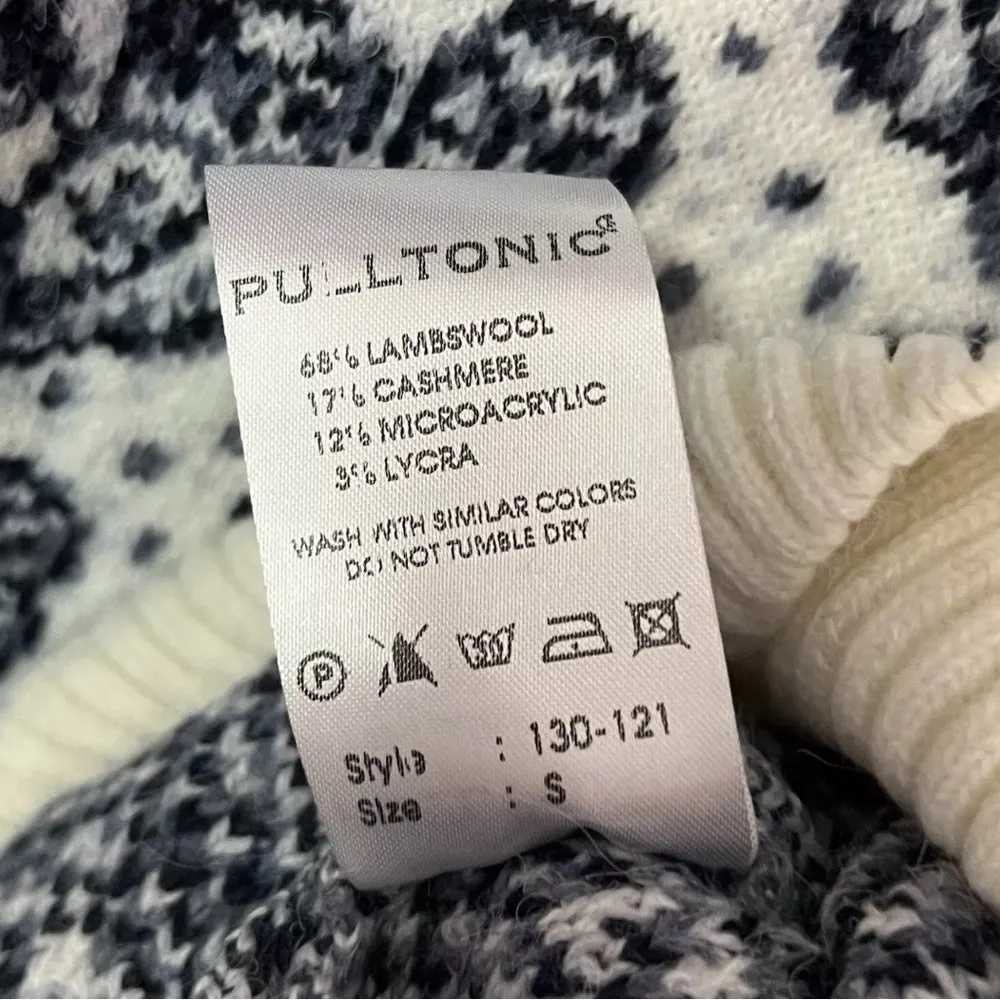 PULLTONIC®
68% LAMBSWOOL
17% CASHMERE
12% MICROACRYLIC
3% LYCRA
WASH WITH SIMILAR COLORS
DO NOT TUMBLE DRY
P 30
Style : 130-121
Size : S